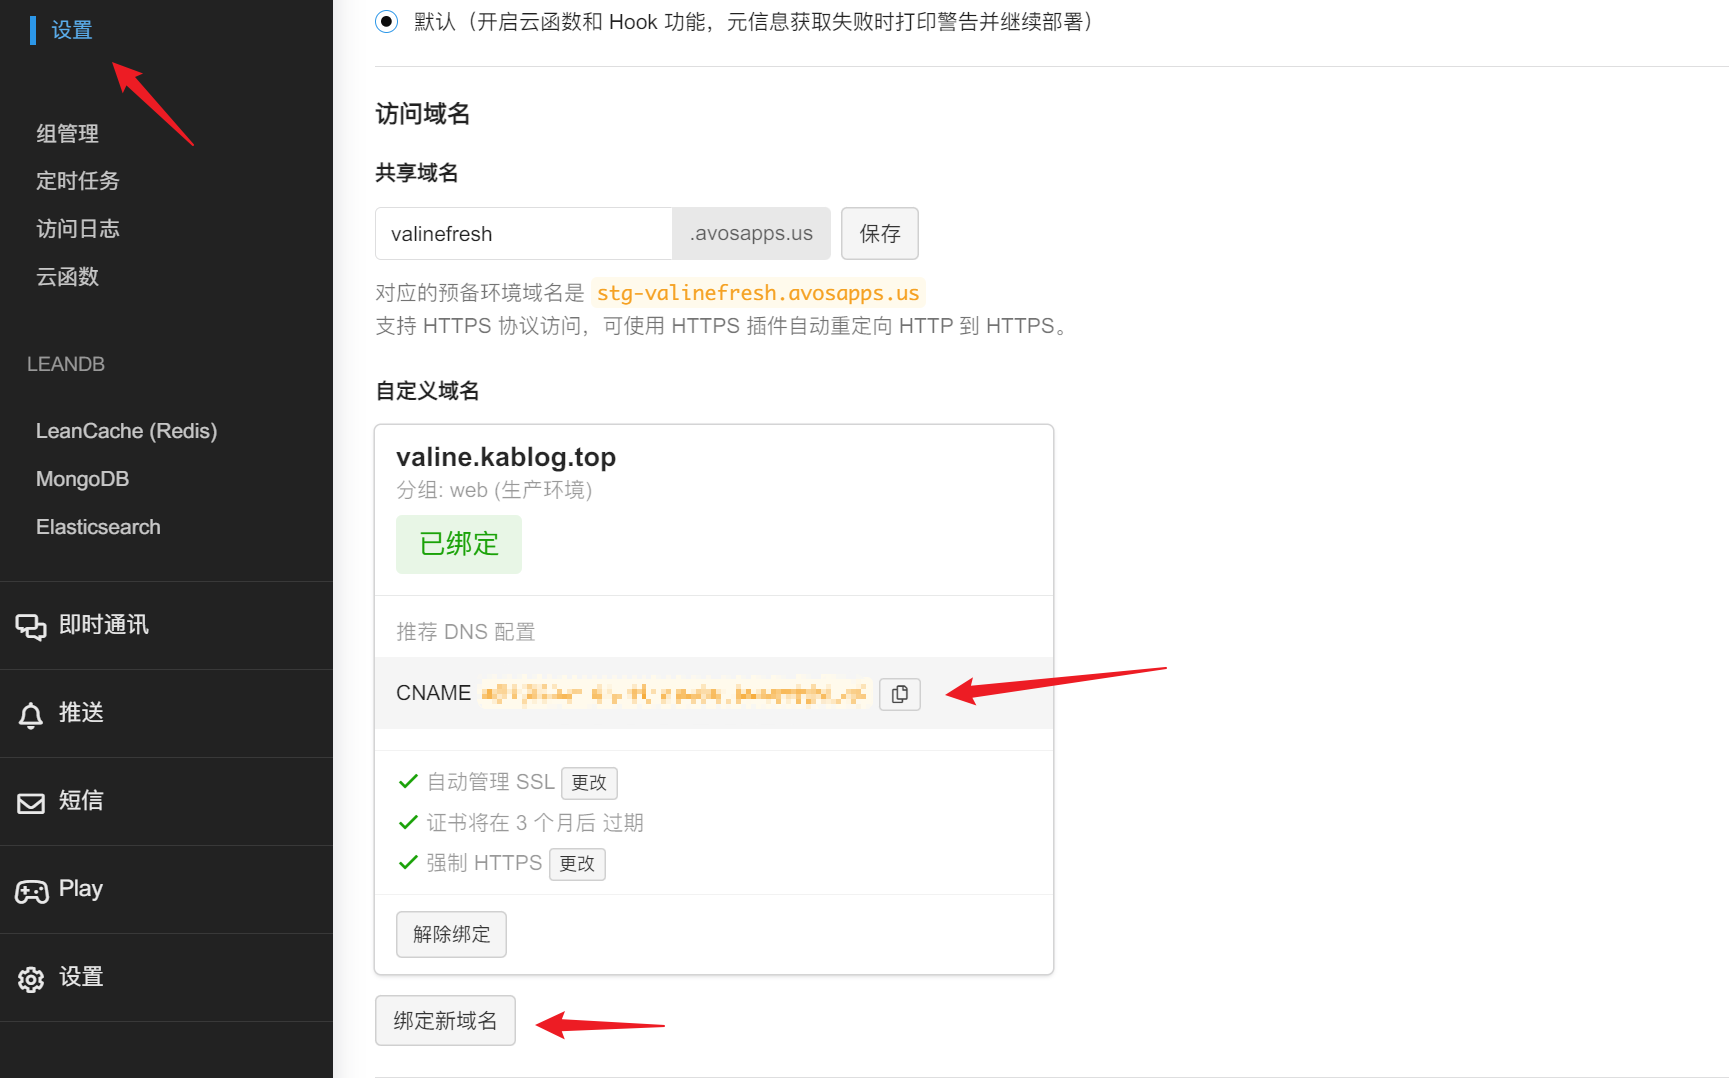 设置
组管理
定时任务
访问日志
云函数
LEANDB
LeanCache (Redis)
MongoDB
Elasticsearch
即时通讯
推送
短信
Play
设置
默认（开启云函数和 Hook 功能，元信息获取失败时打印警告并继续部署）
访问域名
共享域名
valinefresh .avosapps.us 保存
对应的预备环境域名是 stg-valinefresh.avosapps.us
支持 HTTPS 协议访问，可使用 HTTPS 插件自动重定向 HTTP 到 HTTPS。
自定义域名
valine.kablog.top
分组: web (生产环境)
已绑定
推荐 DNS 配置
CNAME
自动管理 SSL 更改
证书将在 3 个月后 过期
强制 HTTPS 更改
解除绑定
绑定新域名